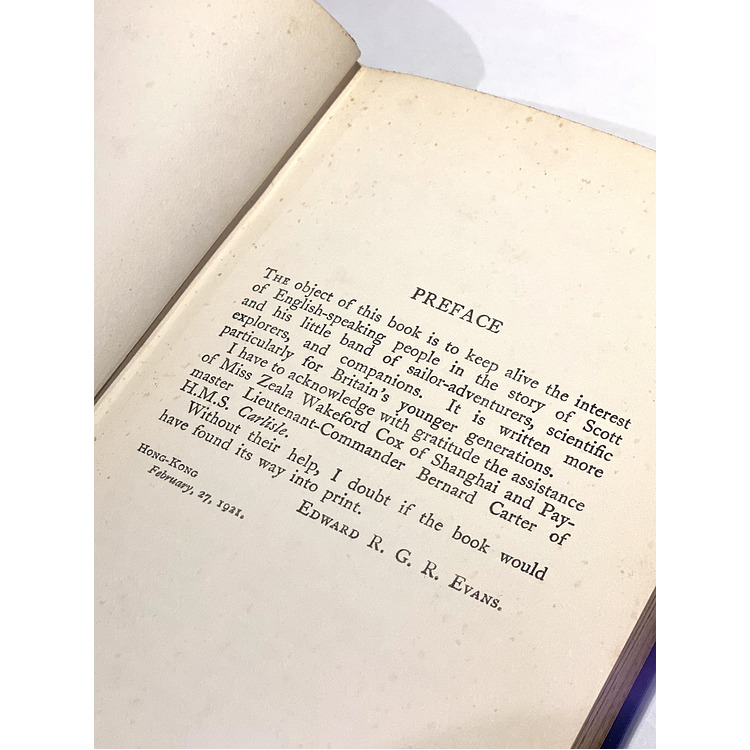 PREFACE
THE object of this book is to keep alive the interest
of English-speaking people in the story of Scott
and his little band of sailor-adventurers, scientific
explorers, and companions. It is written more
particularly for Britain's younger generations.
I have to acknowledge with gratitude the assistance
of Miss Zeala Wakeford Cox of Shanghai and Pay-
master Lieutenant-Commander Bernard Carter of
H.M.S. Carlisle.
Without their help, I doubt if the book would
have found its way into print.
EDWARD R. G. R. EVANS.
HONG-KONG
February, 27, 1921.